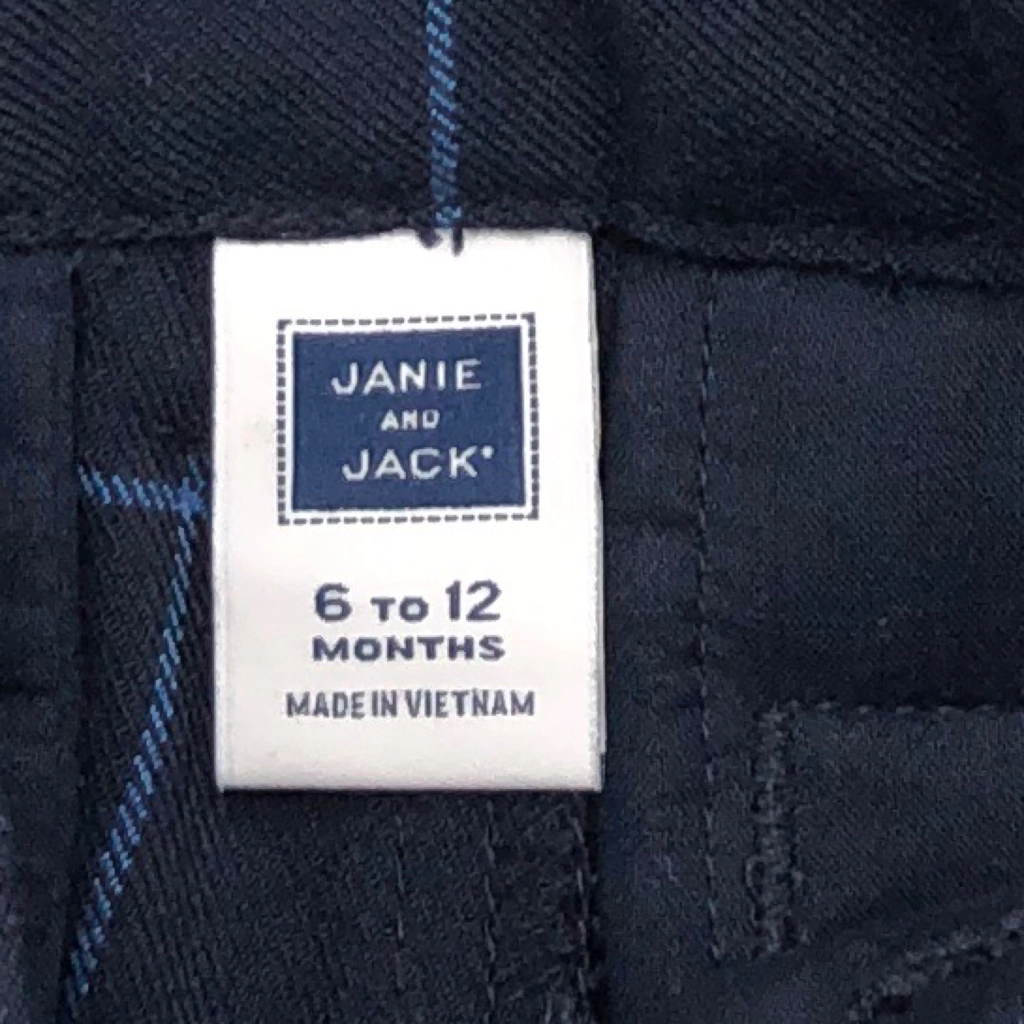 JANIE
AND
JACK
6 TO 12
MONTHS
MADE IN VIETNAM